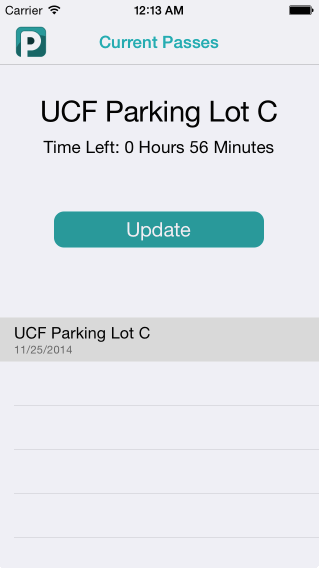 Carrier 12:13 AM
P Current Passes
UCF Parking Lot C
Time Left: 0 Hours 56 Minutes
Update
UCF Parking Lot C
11/25/2014